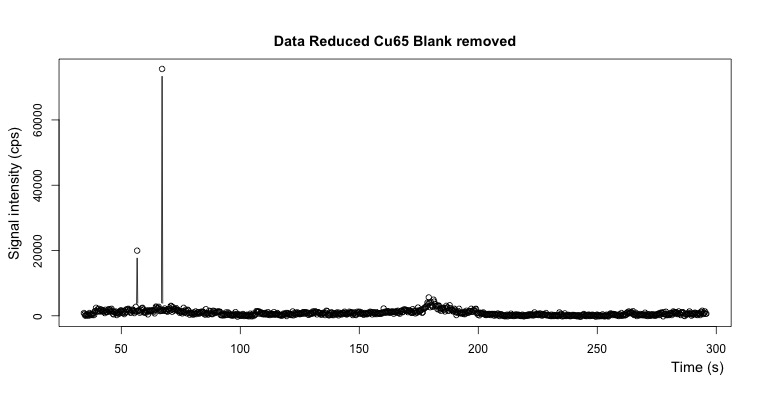 Data Reduced Cu65 Blank removed
Signal intensity (cps)
60000
40000
20000
0
50 100 150 200 250 300
Time (s)